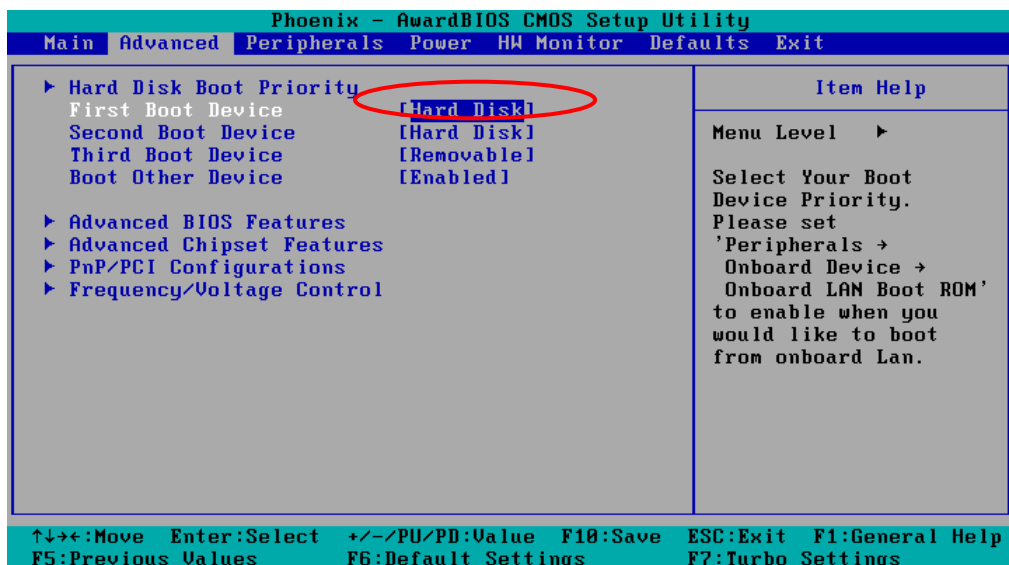 Phoenix - AwardBIOS CMOS Setup Utility
Main Advanced Peripherals Power HW Monitor Defaults Exit
▶ Hard Disk Boot Priority
First Boot Device [Hard Disk]
Second Boot Device [Hard Disk]
Third Boot Device [Removable]
Boot Other Device [Enabled]
▶ Advanced BIOS Features
▶ Advanced Chipset Features
▶ PnP/PCI Configurations
▶ Frequency/Voltage Control
Item Help
Menu Level ▶
Select Your Boot
Device Priority.
Please set
'Peripherals →
Onboard Device →
Onboard LAN Boot ROM'
to enable when you
would like to boot
from onboard Lan.
↑↓→←:Move Enter:Select +/-/PU/PD:Value F10:Save ESC:Exit F1:General Help
F5:Previous Values F6:Default Settings F7:Turbo Settings